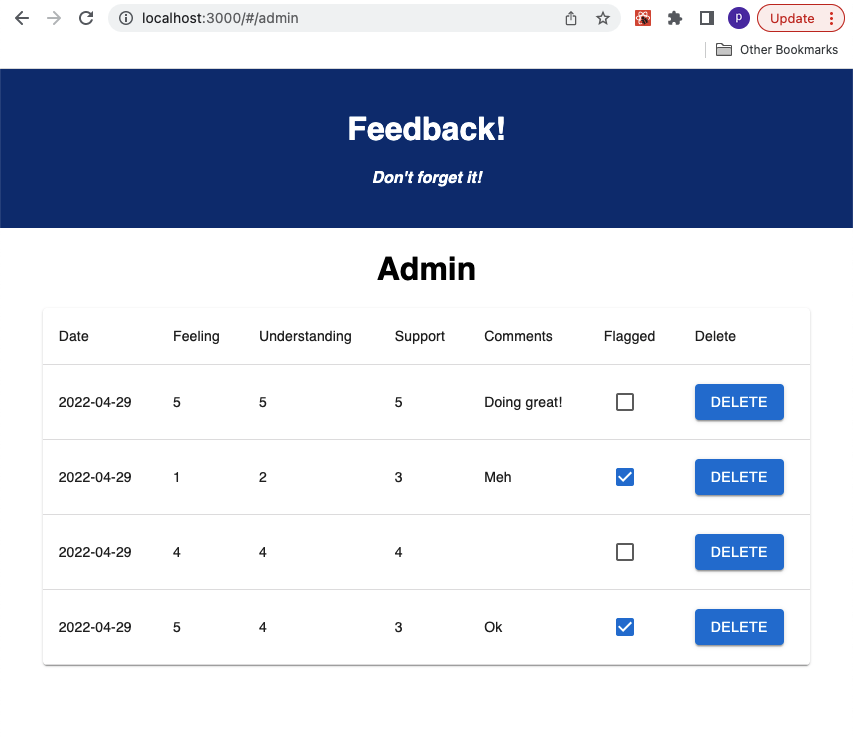 localhost:3000/#/admin
p
Update
Other Bookmarks
Feedback!
Don't forget it!
Admin
Date Feeling Understanding Support Comments Flagged Delete
2022-04-29 5 5 5 Doing great! DELETE
2022-04-29 1 2 3 Meh DELETE
2022-04-29 4 4 4 DELETE
2022-04-29 5 4 3 Ok DELETE